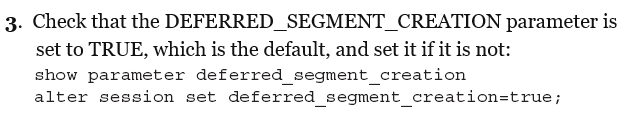 3. Check that the DEFERRED_SEGMENT_CREATION parameter is
set to TRUE, which is the default, and set it if it is not:
show parameter deferred_segment_creation
alter session set deferred_segment_creation=true;